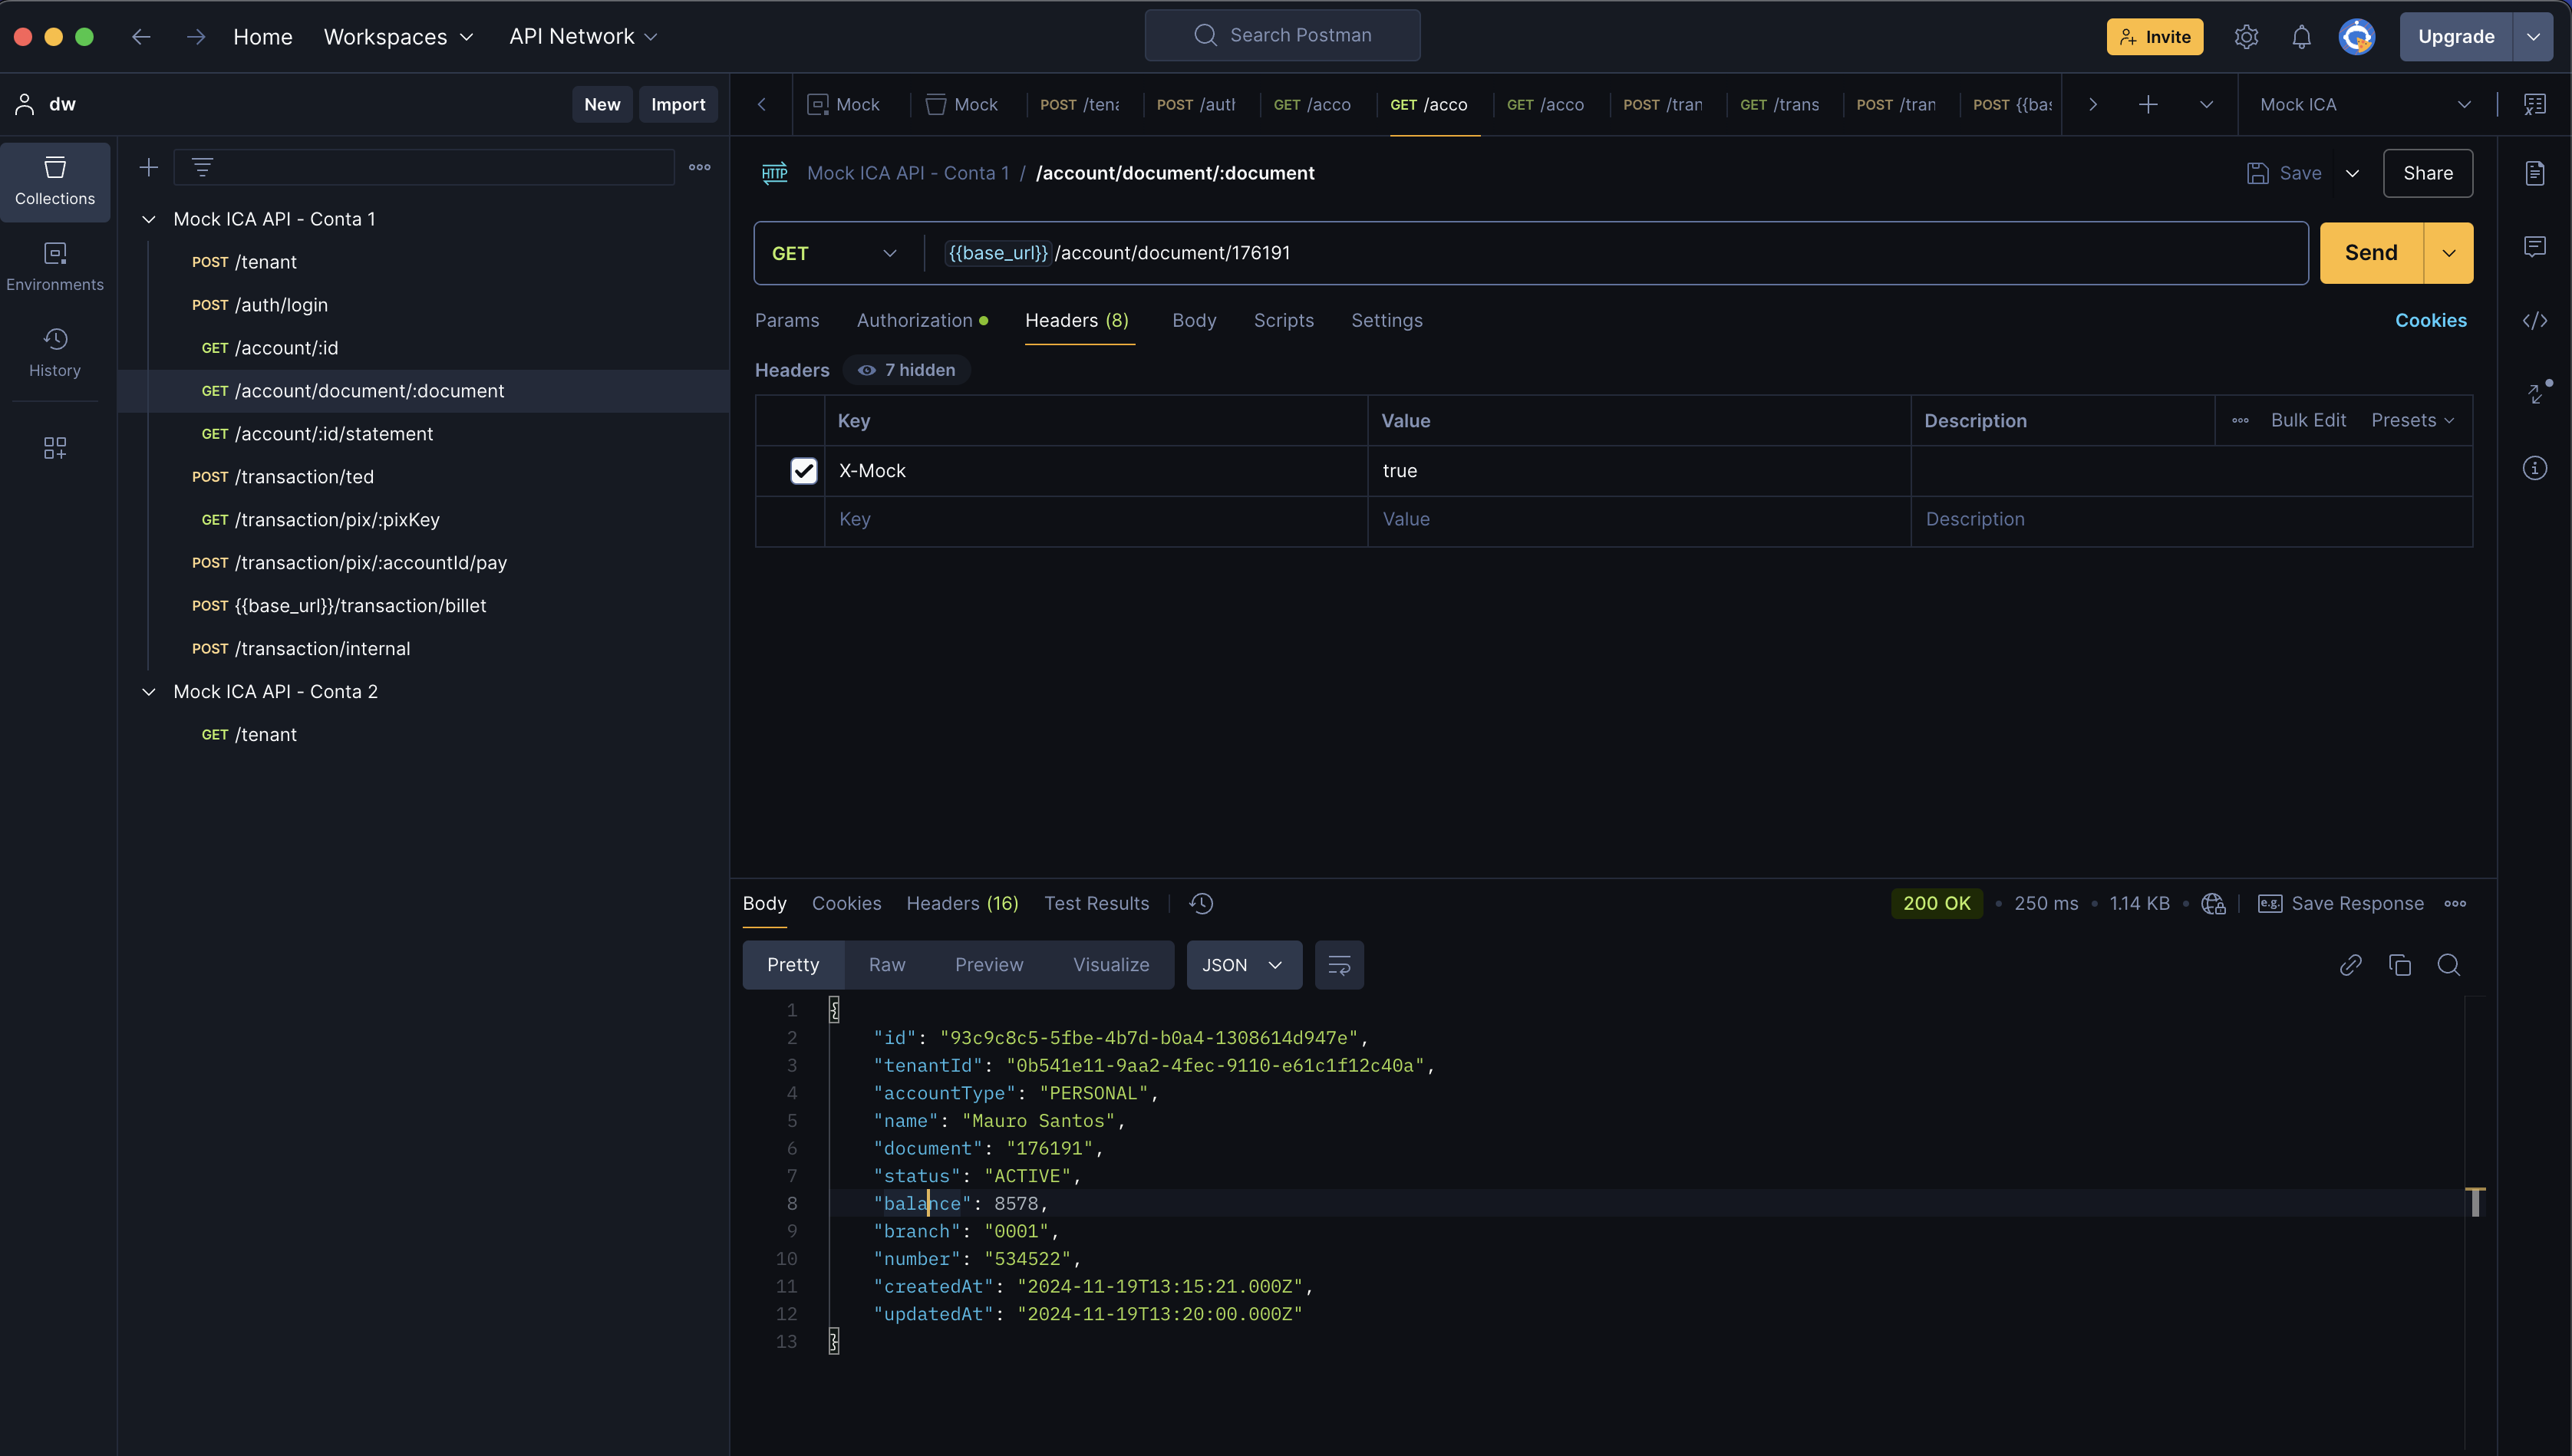 Home Workspaces API Network Search Postman Invite Upgrade
dw New Import
Mock Mock POST /tena POST /auth GET /acco GET /acco GET /acco POST /tran GET /trans POST /tran POST {{bas Mock ICA
Collections
Environments
History
Mock ICA API - Conta 1
POST /tenant
POST /auth/login
GET /account/:id
GET /account/document/:document
GET /account/:id/statement
POST /transaction/ted
GET /transaction/pix/:pixKey
POST /transaction/pix/:accountId/pay
POST {{base_url}}/transaction/billet
POST /transaction/internal
Mock ICA API - Conta 2
GET /tenant
HTTP Mock ICA API - Conta 1 / /account/document/:document Save Share
GET {{base_url}}/account/document/176191 Send
Params Authorization Headers (8) Body Scripts Settings Cookies
Headers 7 hidden
Key Value Description Bulk Edit Presets
X-Mock true
Key Value Description
Body Cookies Headers (16) Test Results 200 OK 250 ms 1.14 KB e.g. Save Response
Pretty Raw Preview Visualize JSON
1 {
2 "id": "93c9c8c5-5fbe-4b7d-b0a4-1308614d947e",
3 "tenantId": "0b541e11-9aa2-4fec-9110-e61c1f12c40a",
4 "accountType": "PERSONAL",
5 "name": "Mauro Santos",
6 "document": "176191",
7 "status": "ACTIVE",
8 "balance": 8578,
9 "branch": "0001",
10 "number": "534522",
11 "createdAt": "2024-11-19T13:15:21.000Z",
12 "updatedAt": "2024-11-19T13:20:00.000Z"
13 }